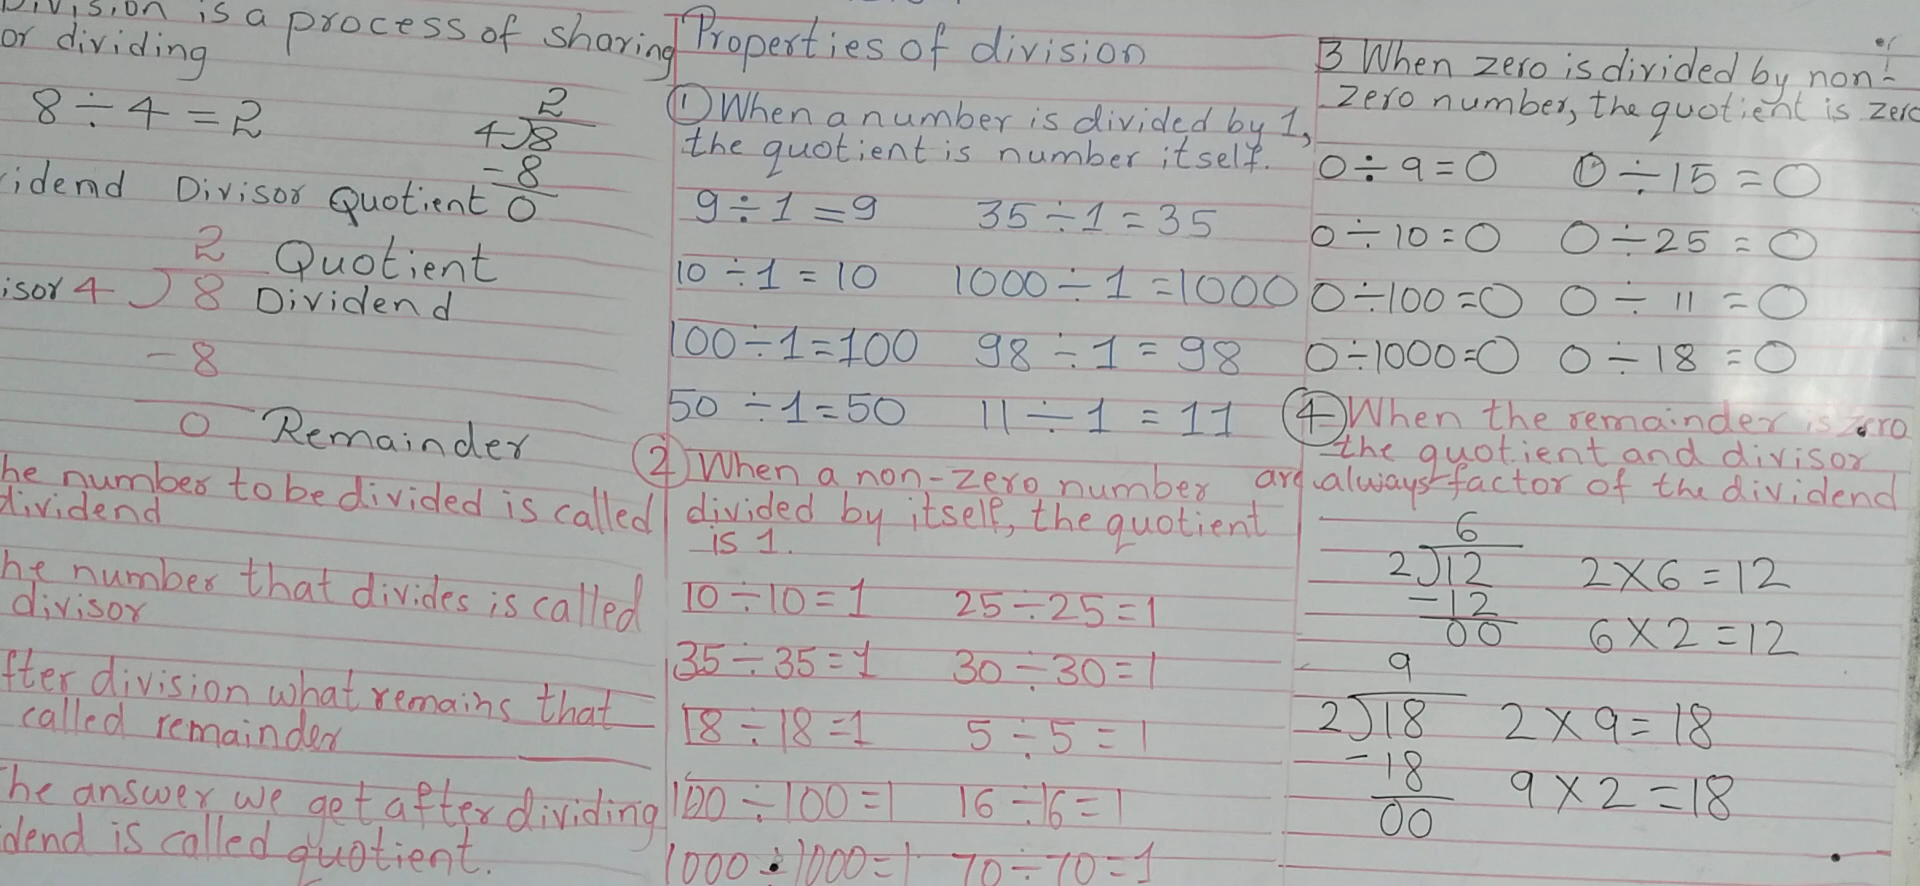 Division is a process of sharing
or dividing
8 ÷ 4 = 2
2
4)8
-8
0
idend Divisor Quotient
2 Quotient
isor 4)8 Dividend
-8
0 Remainder
he number to be divided is called
dividend
he number that divides is called
divisor
fter division what remains that
called remainder
he answer we get after dividing
dend is called quotient.
Properties of division
① When a number is divided by 1,
the quotient is number itself.
9 ÷ 1 = 9 35 ÷ 1 = 35
10 ÷ 1 = 10 1000 ÷ 1 = 1000
100 ÷ 1 = 100 98 ÷ 1 = 98
50 ÷ 1 = 50 11 ÷ 1 = 11
② When a non-zero number
divided by itself, the quotient
is 1.
10 ÷ 10 = 1 25 ÷ 25 = 1
35 ÷ 35 = 1 30 ÷ 30 = 1
18 ÷ 18 = 1 5 ÷ 5 = 1
100 ÷ 100 = 1 16 ÷ 16 = 1
1000 ÷ 1000 = 1 70 ÷ 70 = 1
3 When zero is divided by non-
zero number, the quotient is zero
0 ÷ 9 = 0 0 ÷ 15 = 0
0 ÷ 10 = 0 0 ÷ 25 = 0
0 ÷ 100 = 0 0 ÷ 11 = 0
0 ÷ 1000 = 0 0 ÷ 18 = 0
④ When the remainder is zero
the quotient and divisor
are always factor of the dividend
6
2)12 2 × 6 = 12
-12
00 6 × 2 = 12
9
2)18 2 × 9 = 18
-18
00 9 × 2 = 18